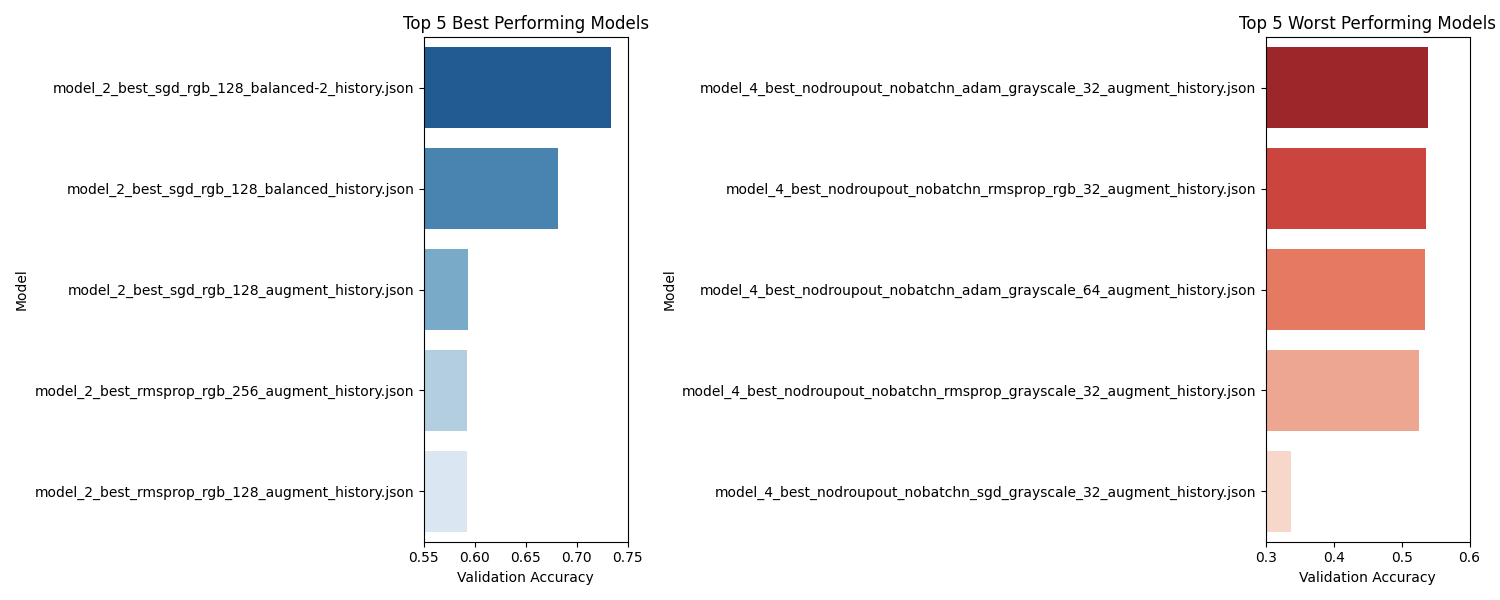 Top 5 Best Performing Models
model_2_best_sgd_rgb_128_balanced-2_history.json
model_2_best_sgd_rgb_128_balanced_history.json
model_2_best_sgd_rgb_128_augment_history.json
model_2_best_rmsprop_rgb_256_augment_history.json
model_2_best_rmsprop_rgb_128_augment_history.json
Model
0.55 0.60 0.65 0.70 0.75
Validation Accuracy
Top 5 Worst Performing Models
model_4_best_nodroupout_nobatchn_adam_grayscale_32_augment_history.json
model_4_best_nodroupout_nobatchn_rmsprop_rgb_32_augment_history.json
model_4_best_nodroupout_nobatchn_adam_grayscale_64_augment_history.json
model_4_best_nodroupout_nobatchn_rmsprop_grayscale_32_augment_history.json
model_4_best_nodroupout_nobatchn_sgd_grayscale_32_augment_history.json
Model
0.3 0.4 0.5 0.6
Validation Accuracy